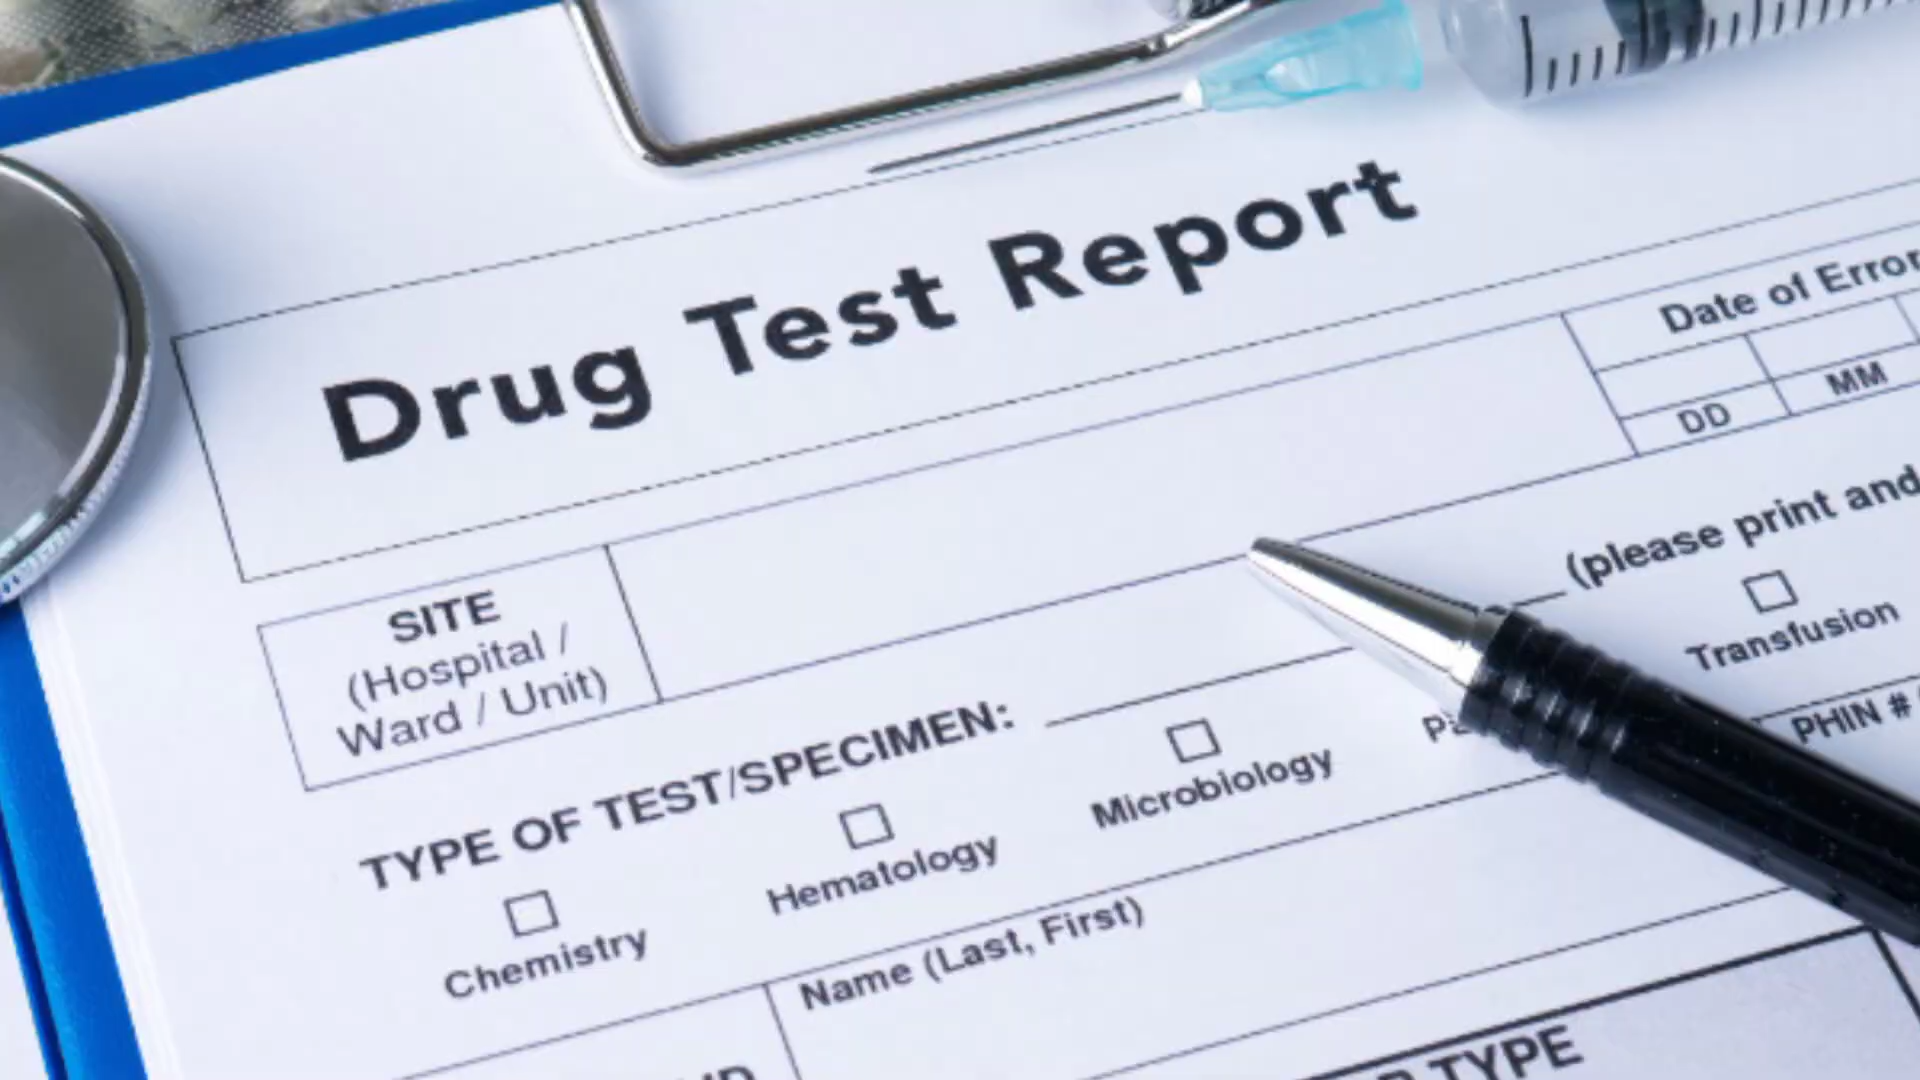 Drug Test Report
Date of Error
DD MM
SITE
(Hospital /
Ward / Unit)
(please print and
TYPE OF TEST/SPECIMEN:
Transfusion
Microbiology
Hematology
Chemistry
PHIN #
Name (Last, First)
TYPE